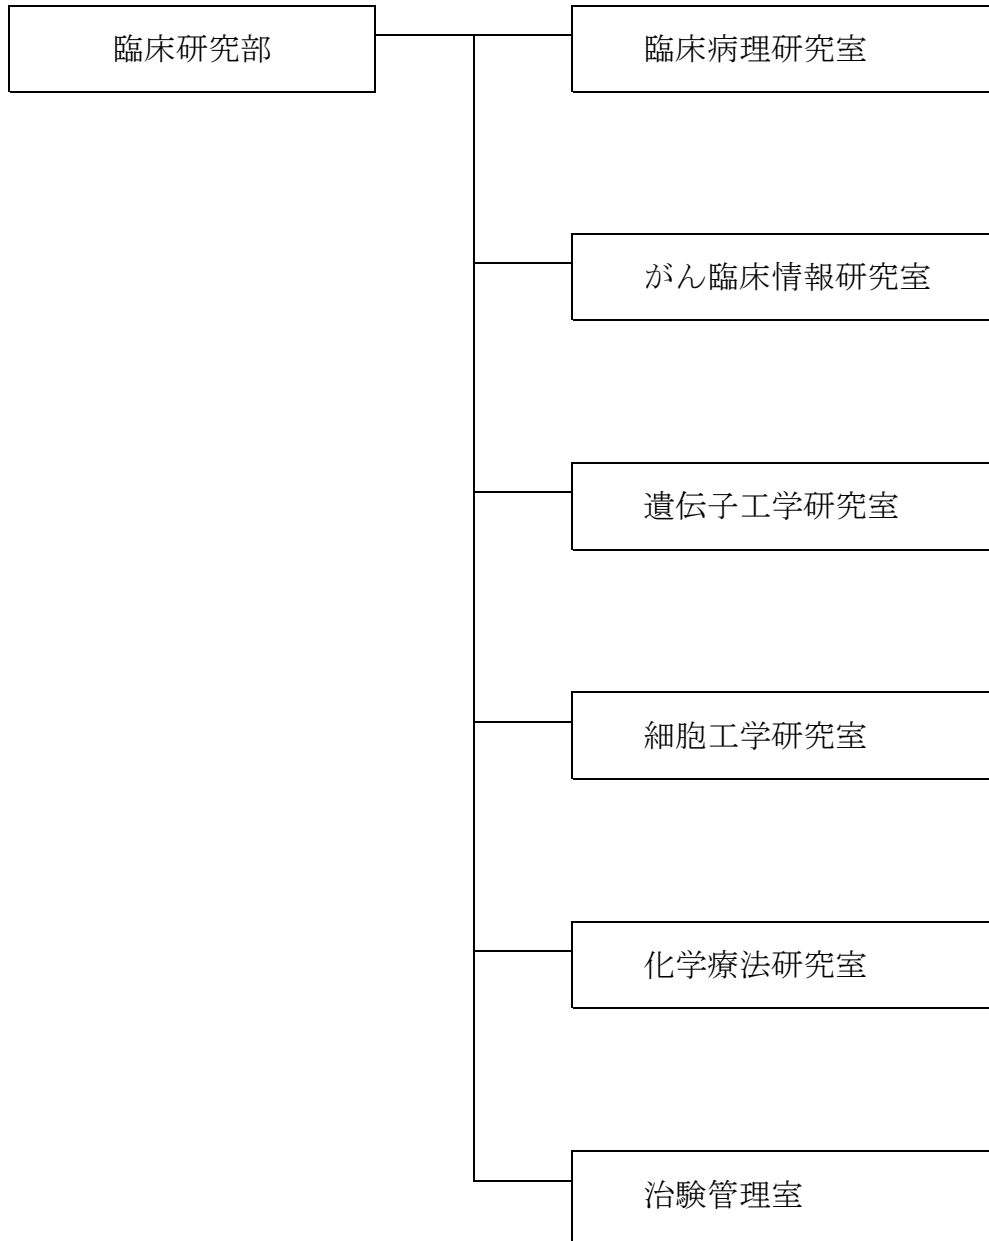 臨床研究部
臨床病理研究室
がん臨床情報研究室
遺伝子工学研究室
細胞工学研究室
化学療法研究室
治験管理室